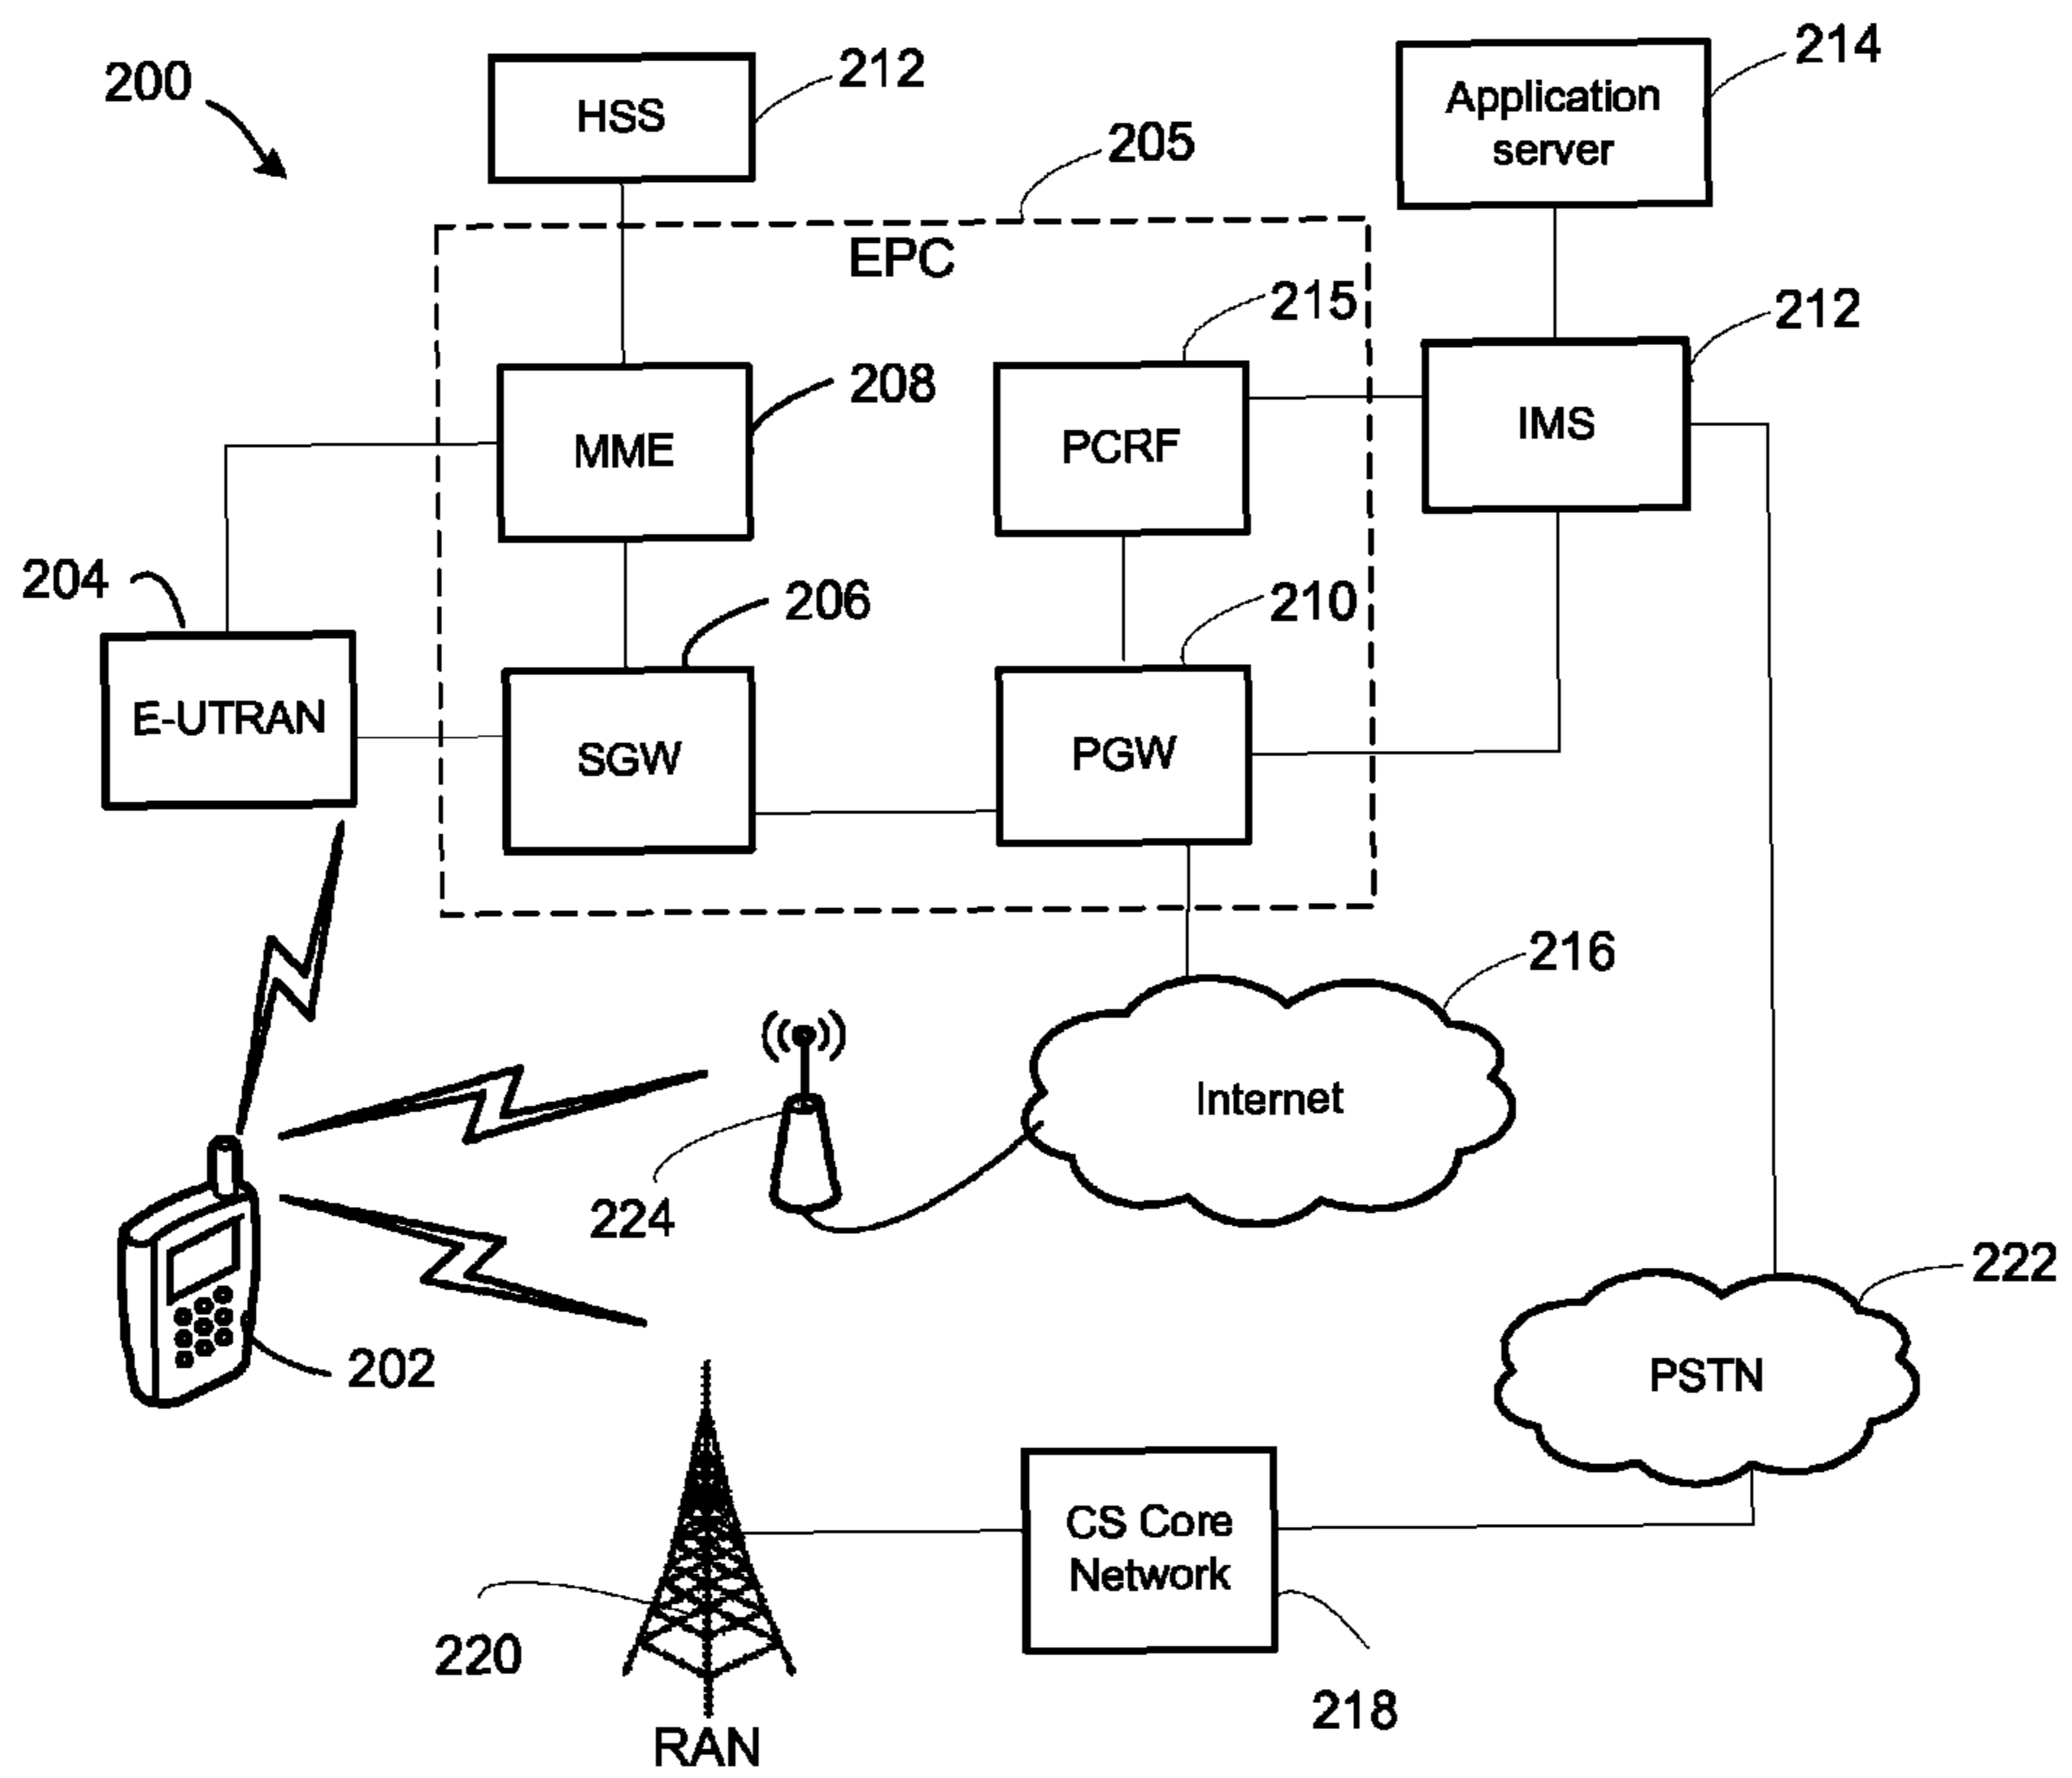 200
HSS
212
205
Application
server
214
EPC
215
212
MME
208
PCRF
IMS
204
206
210
E-UTRAN
SGW
PGW
216
Internet
224
222
202
PSTN
CS Core
Network
220
218
RAN